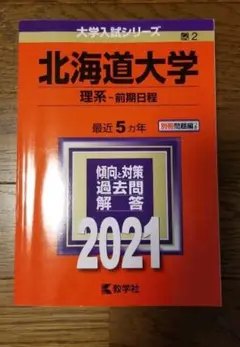 大学入試シリーズ
2
北海道大学
理系-前期日程
最近5ヵ年
別冊問題編
傾向と対策
過去問
解答
2021
教学社